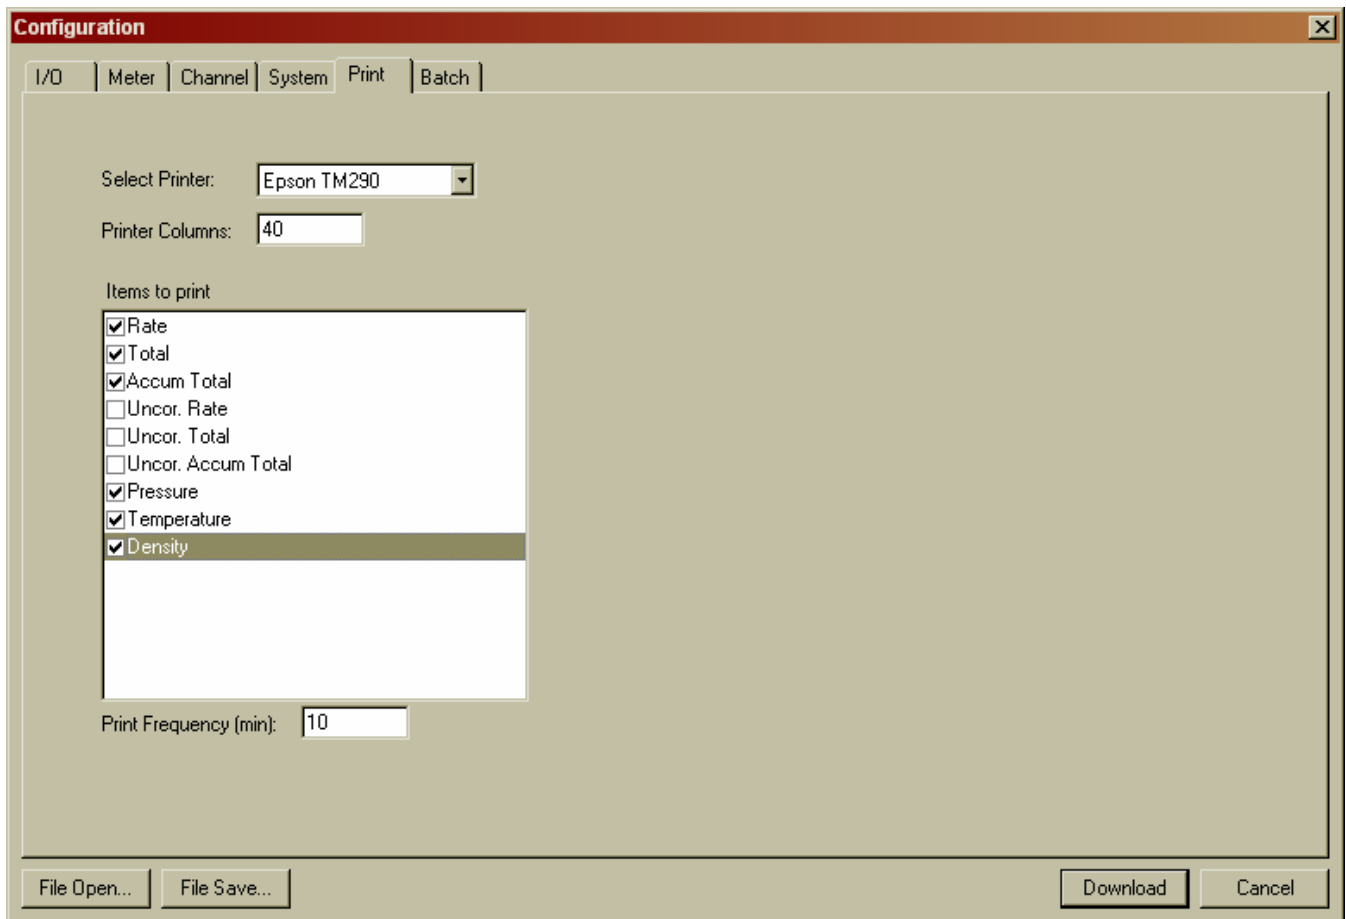 Configuration
I/O Meter Channel System Print Batch
Select Printer: Epson TM290
Printer Columns: 40
Items to print
Rate
Total
Accum Total
Uncor. Rate
Uncor. Total
Uncor. Accum Total
Pressure
Temperature
Density
Print Frequency (min): 10
File Open... File Save... Download Cancel